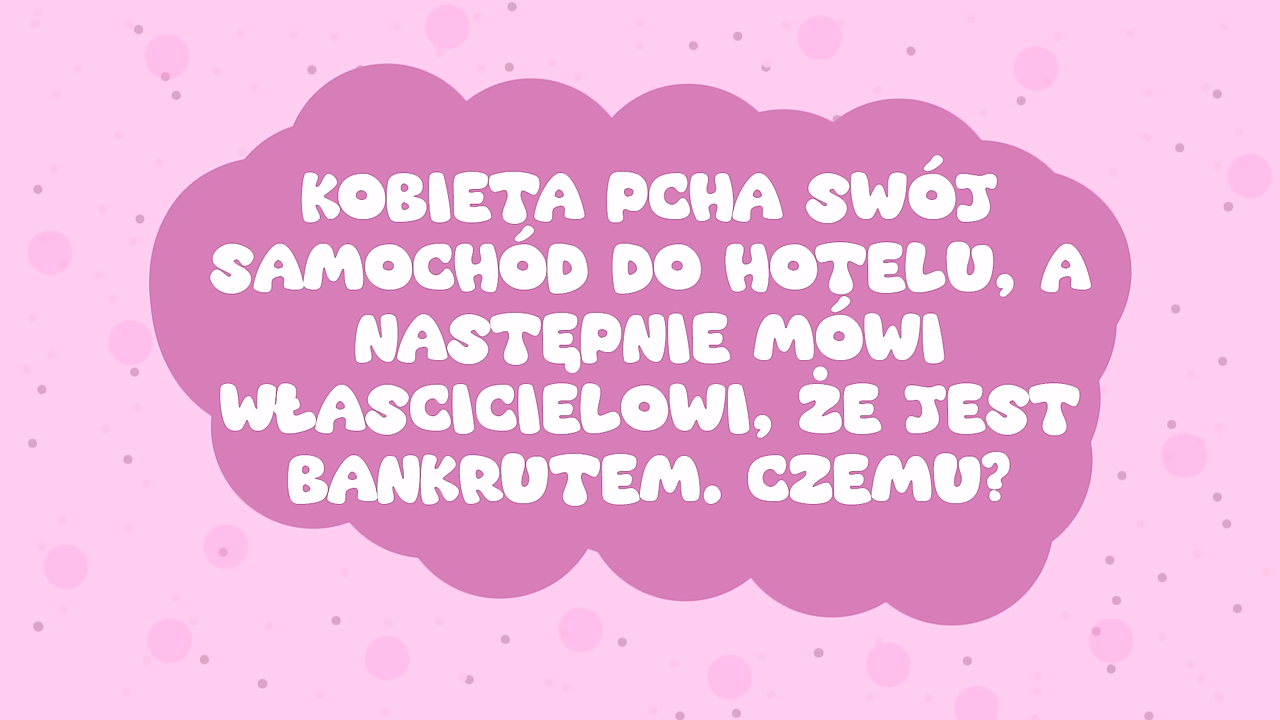 KOBIETA PCHA SWÓJ
SAMOCHÓD DO HOTELU, A
NASTĘPNIE MÓWI
WŁASCICIELOWI, ŻE JEST
BANKRUTEM. CZEMU?